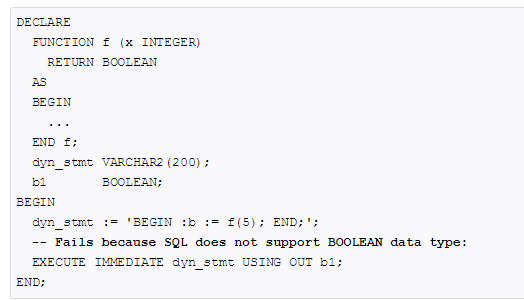 DECLARE
FUNCTION f (x INTEGER)
RETURN BOOLEAN
AS
BEGIN
...
END f;
dyn_stmt VARCHAR2(200);
b1 BOOLEAN;
BEGIN
dyn_stmt := 'BEGIN :b := f(5); END;';
-- Fails because SQL does not support BOOLEAN data type:
EXECUTE IMMEDIATE dyn_stmt USING OUT b1;
END;